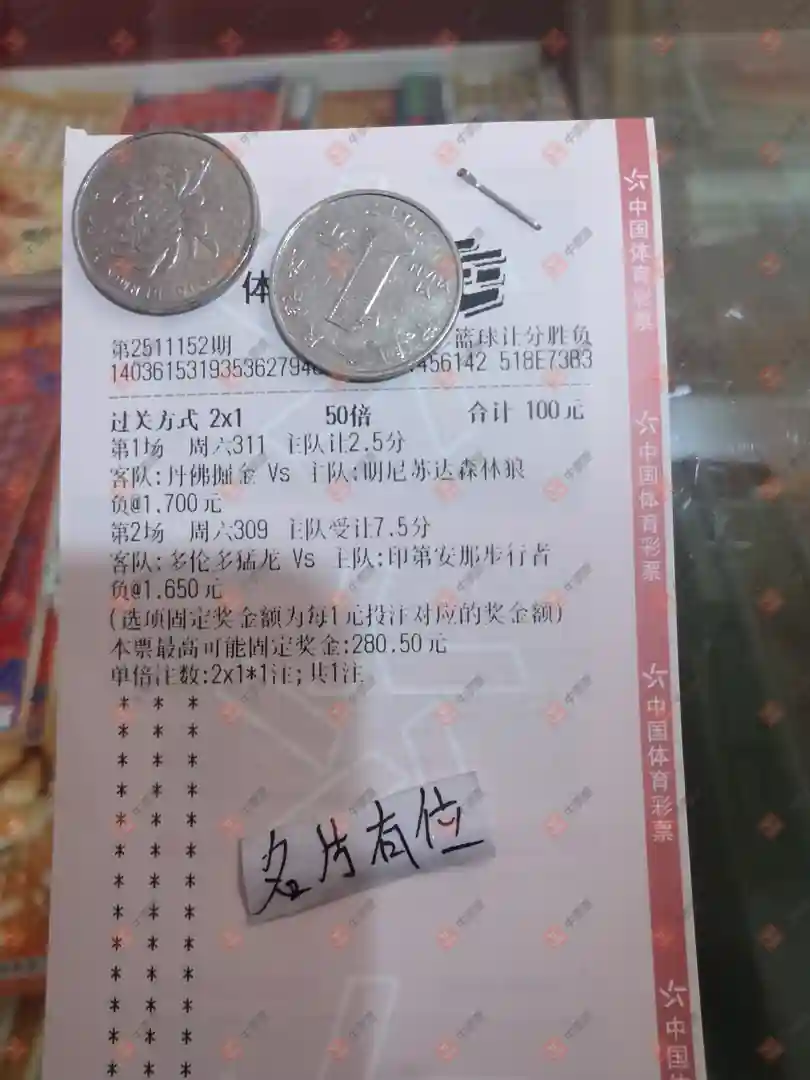 体
第2511152期
篮球让分胜负
14036153193536279
456142 518E73B3
过关方式 2x1 50倍 合计 100元
第1场 周六311 主队让2.5分
客队:丹佛掘金 Vs 主队:明尼苏达森林狼
负@1.700元
第2场 周六309 主队受让7.5分
客队:多伦多猛龙 Vs 主队:印第安那步行者
负@1.650元
(选项固定奖金额为每1元投注对应的奖金额)
本票最高可能固定奖金:280.50元
单倍注数:2x1*1注;共1注
* * *
* * *
* * *
* * *
* * *
* * *
* * *
* * *
* * *
* * *
* * *
* * *
* * *
名片有位
中国体育彩票
中国体育彩票
中国体育彩票
中国体